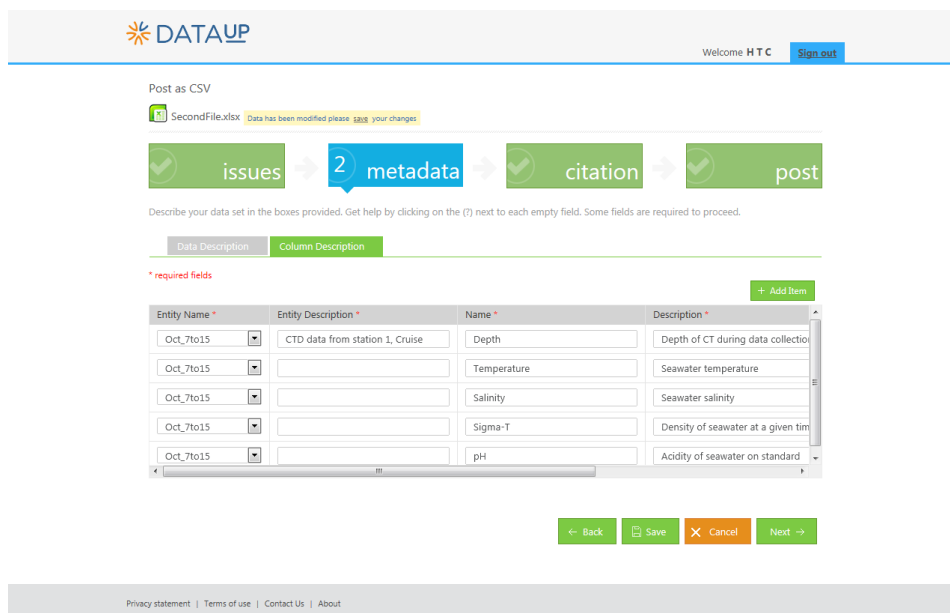 DATAUP
Welcome H T C Sign out
Post as CSV
SecondFile.xlsx Data has been modified please save your changes
issues 2 metadata citation post
Describe your data set in the boxes provided. Get help by clicking on the (?) next to each empty field. Some fields are required to proceed.
Data Description Column Description
* required fields
+ Add Item
Entity Name * Entity Description * Name * Description *
Oct_7to15 CTD data from station 1, Cruise Depth Depth of CT during data collection
Oct_7to15 Temperature Seawater temperature
Oct_7to15 Salinity Seawater salinity
Oct_7to15 Sigma-T Density of seawater at a given tim
Oct_7to15 pH Acidity of seawater on standard
← Back Save X Cancel Next →
Privacy statement | Terms of use | Contact Us | About